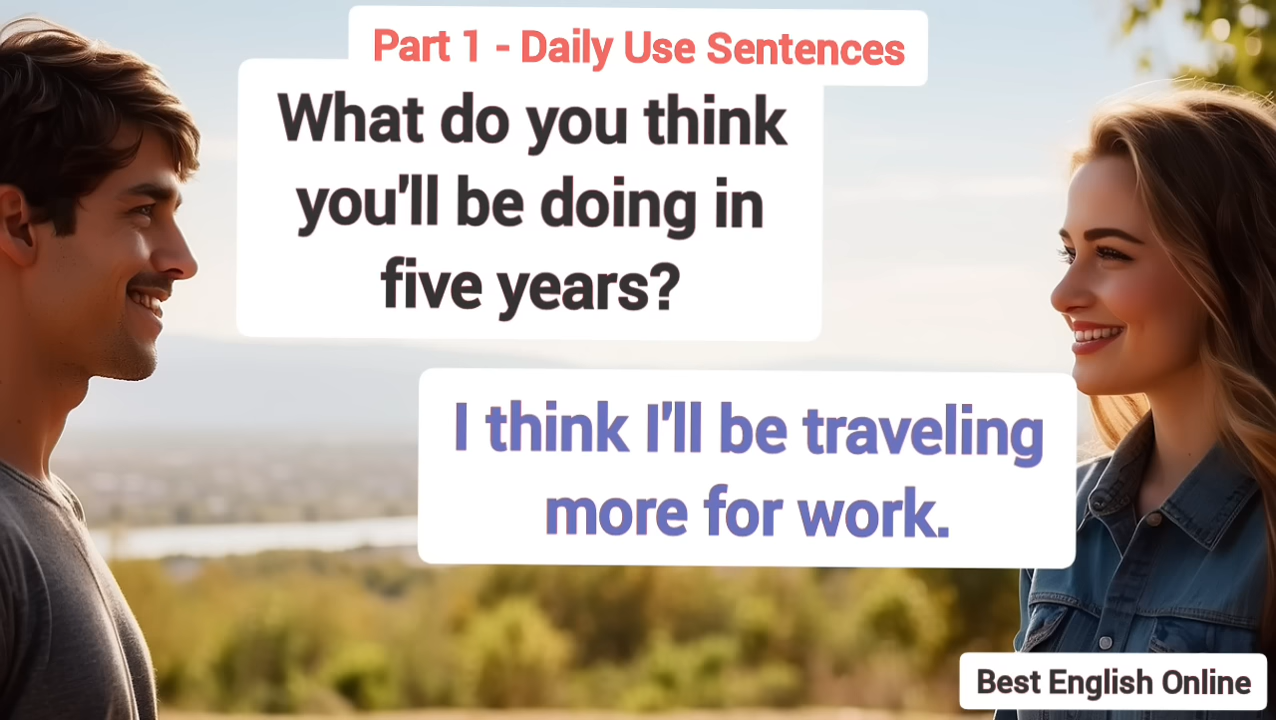 Part 1 - Daily Use Sentences
What do you think
you'll be doing in
five years?
I think I'll be traveling
more for work.
Best English Online